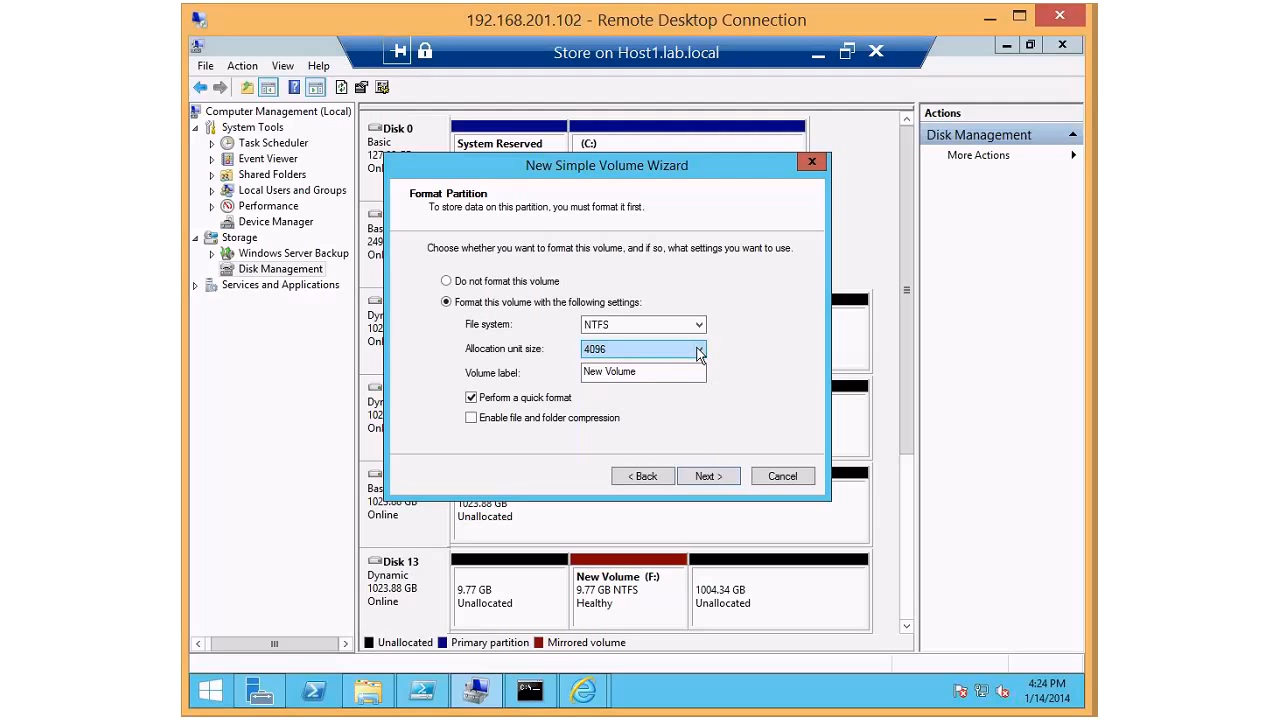 192.168.201.102 - Remote Desktop Connection
Store on Host1.lab.local
File Action View Help
Computer Management (Local)
System Tools
Task Scheduler
Event Viewer
Shared Folders
Local Users and Groups
Performance
Device Manager
Storage
Windows Server Backup
Disk Management
Services and Applications
Disk 0
Basic
System Reserved
(C:)
New Simple Volume Wizard
Format Partition
To store data on this partition, you must format it first.
Choose whether you want to format this volume, and if so, what settings you want to use.
Do not format this volume
Format this volume with the following settings:
File system:
NTFS
Allocation unit size:
4096
Volume label:
New Volume
Perform a quick format
Enable file and folder compression
< Back
Next >
Cancel
1023.88 GB
Online
1023.88 GB
Unallocated
Disk 13
Dynamic
1023.88 GB
Online
9.77 GB
Unallocated
New Volume (F:)
9.77 GB NTFS
Healthy
1004.34 GB
Unallocated
Unallocated
Primary partition
Mirrored volume
Actions
Disk Management
More Actions
4:24 PM
1/14/2014